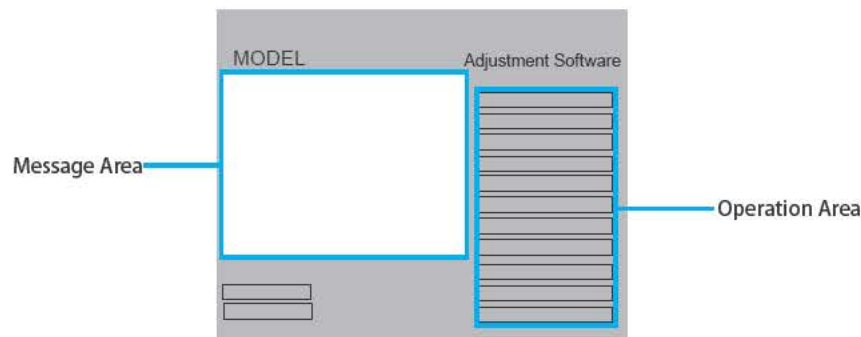 MODEL
Adjustment Software
Message Area
Operation Area